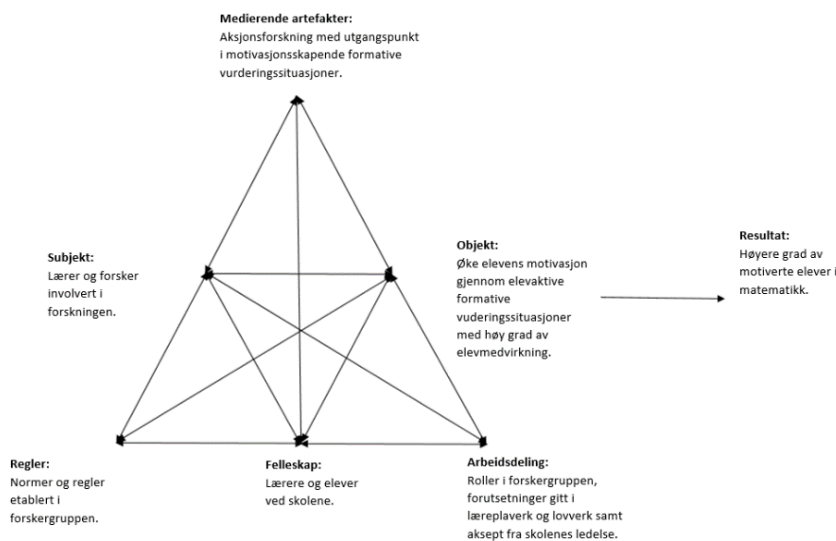 Medierende artefakter:
Aksjonsforskning med utgangspunkt
i motivasjonsskapende formative
vurderingssituasjoner.
Subjekt:
Lærer og forsker
involvert i
forskningen.
Objekt:
Øke elevens motivasjon
gjennom elevaktive
formative
vuderingssituasjoner
med høy grad av
elevmedvirkning.
Resultat:
Høyere grad av
motiverte elever i
matematikk.
Regler:
Normer og regler
etablert i
forskergruppen.
Felleskap:
Lærere og elever
ved skolene.
Arbeidsdeling:
Roller i forskergruppen,
forutsetninger gitt i
læreplaverk og lovverk samt
aksept fra skolenes ledelse.